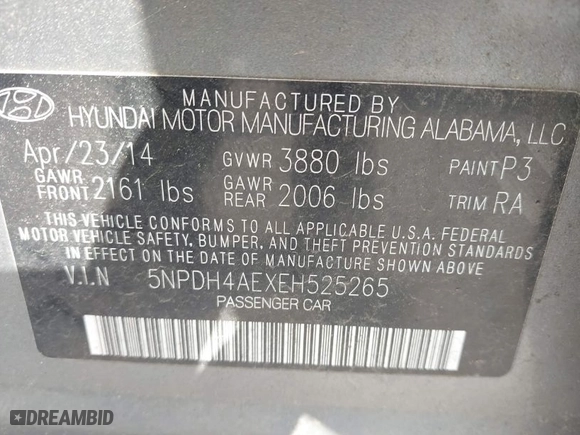 MANUFACTURED BY
HYUNDAI MOTOR MANUFACTURING ALABAMA, LLC
Apr/23/14 GVWR 3880 lbs PAINT P3
GAWR FRONT 2161 lbs GAWR REAR 2006 lbs TRIM RA
THIS VEHICLE CONFORMS TO ALL APPLICABLE U.S.A. FEDERAL
MOTOR VEHICLE SAFETY, BUMPER, AND THEFT PREVENTION STANDARDS
IN EFFECT ON THE DATE OF MANUFACTURE SHOWN ABOVE.
V.I.N 5NPDH4AEXEH525265
PASSENGER CAR
DREAMBID